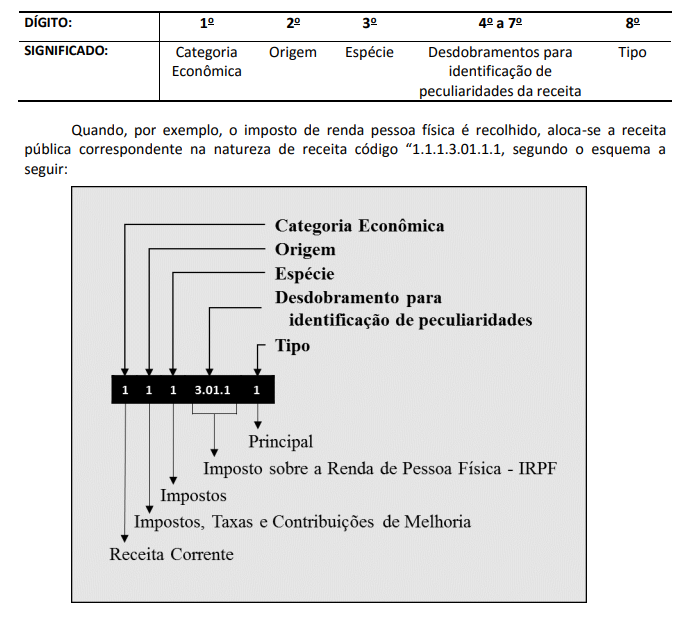 DÍGITO: 1º 2º 3º 4º a 7º 8º
SIGNIFICADO: Categoria Origem Espécie Desdobramentos para Tipo
Econômica identificação de
peculiaridades da receita
Quando, por exemplo, o imposto de renda pessoa física é recolhido, aloca-se a receita
pública correspondente na natureza de receita código “1.1.1.3.01.1.1, segundo o esquema a
seguir:
Categoria Econômica
Origem
Espécie
Desdobramento para
identificação de peculiaridades
Tipo
1 1 1 3.01.1 1
Principal
Imposto sobre a Renda de Pessoa Física - IRPF
Impostos
Impostos, Taxas e Contribuições de Melhoria
Receita Corrente